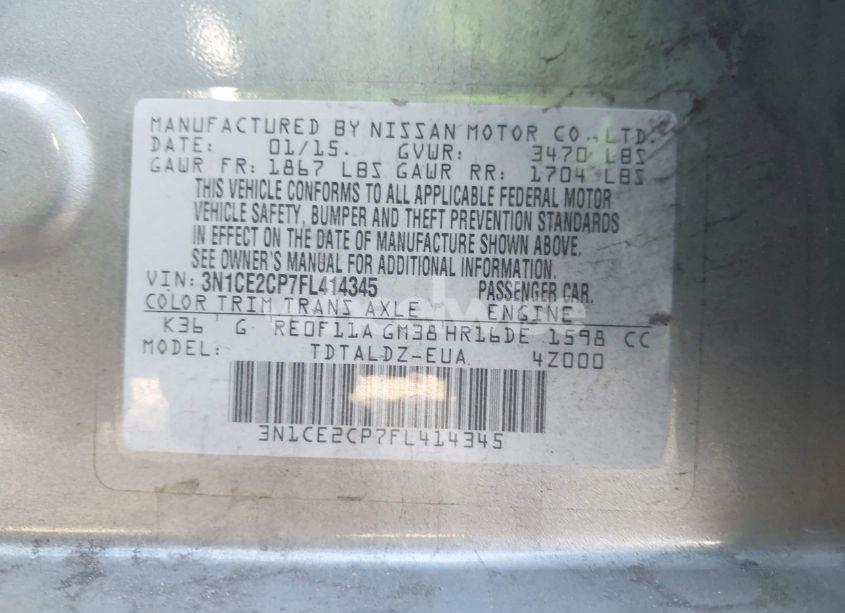 MANUFACTURED BY NISSAN MOTOR CO., LTD.
DATE: 01/15. GVWR: 3470 LBS
GAWR FR: 1867 LBS GAWR RR: 1704 LBS
THIS VEHICLE CONFORMS TO ALL APPLICABLE FEDERAL MOTOR
VEHICLE SAFETY, BUMPER AND THEFT PREVENTION STANDARDS
IN EFFECT ON THE DATE OF MANUFACTURE SHOWN ABOVE.
SEE OWNER'S MANUAL FOR ADDITIONAL INFORMATION.
VIN: 3N1CE2CP7FL414345 PASSENGER CAR.
COLOR TRIM TRANS AXLE ENGINE
K36 G RE0F11A GM38 HR16DE 1598 CC
MODEL: TDTALDZ-EUA 4Z000
3N1CE2CP7FL414345